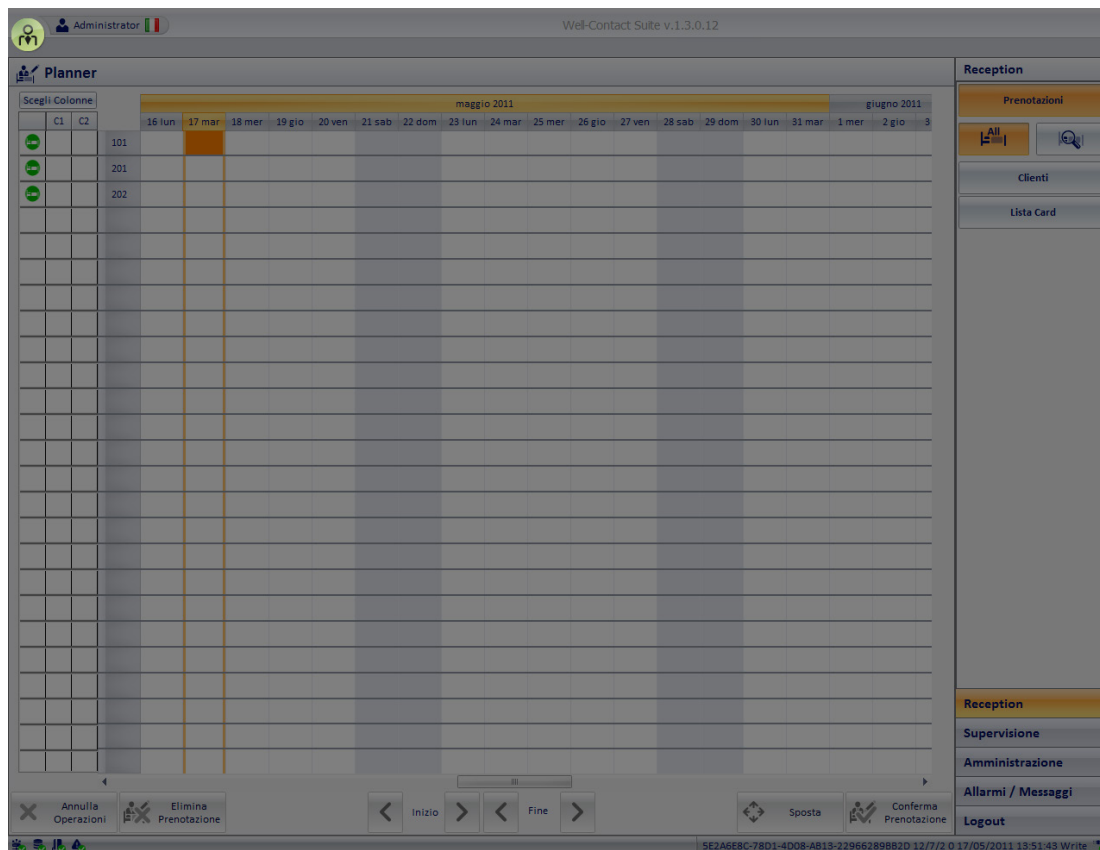 Administrator
Well-Contact Suite v.1.3.0.12
Planner
Reception
Scegli Colonne
maggio 2011
giugno 2011
Prenotazioni
C1 C2
16 lun 17 mar 18 mer 19 gio 20 ven 21 sab 22 dom 23 lun 24 mar 25 mer 26 gio 27 ven 28 sab 29 dom 30 lun 31 mar 1 mer 2 gio 3
All
101
201
202
Clienti
Lista Card
Reception
Supervisione
Amministrazione
Allarmi / Messaggi
Logout
Annulla
Operazioni
Elimina
Prenotazione
Inizio
Fine
Sposta
Conferma
Prenotazione
5E2A6E8C-78D1-4D08-A813-22966289BB2D 12/7/2 0 17/05/2011 13:51:43 Write